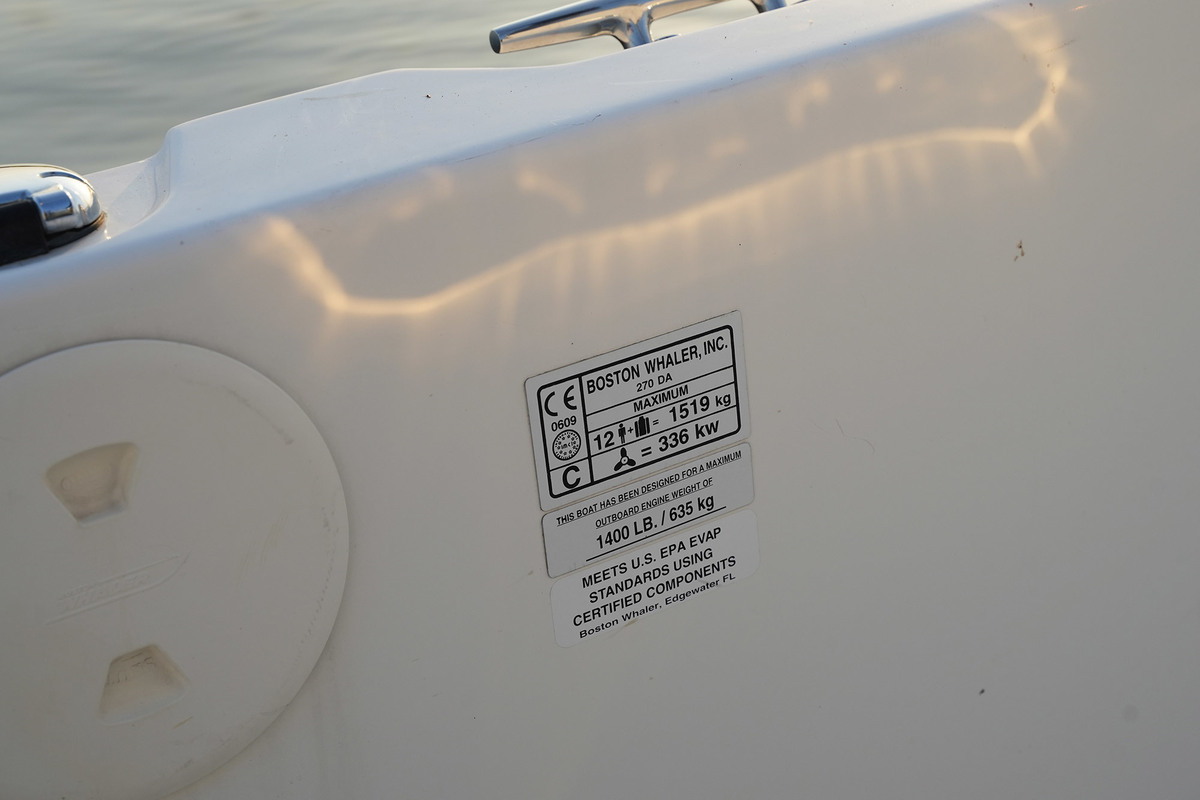 CE
0609
C
BOSTON WHALER, INC.
270 DA
MAXIMUM
12 + = 1519 kg
= 336 kw
THIS BOAT HAS BEEN DESIGNED FOR A MAXIMUM
OUTBOARD ENGINE WEIGHT OF
1400 LB. / 635 kg
MEETS U.S. EPA EVAP
STANDARDS USING
CERTIFIED COMPONENTS
Boston Whaler, Edgewater FL